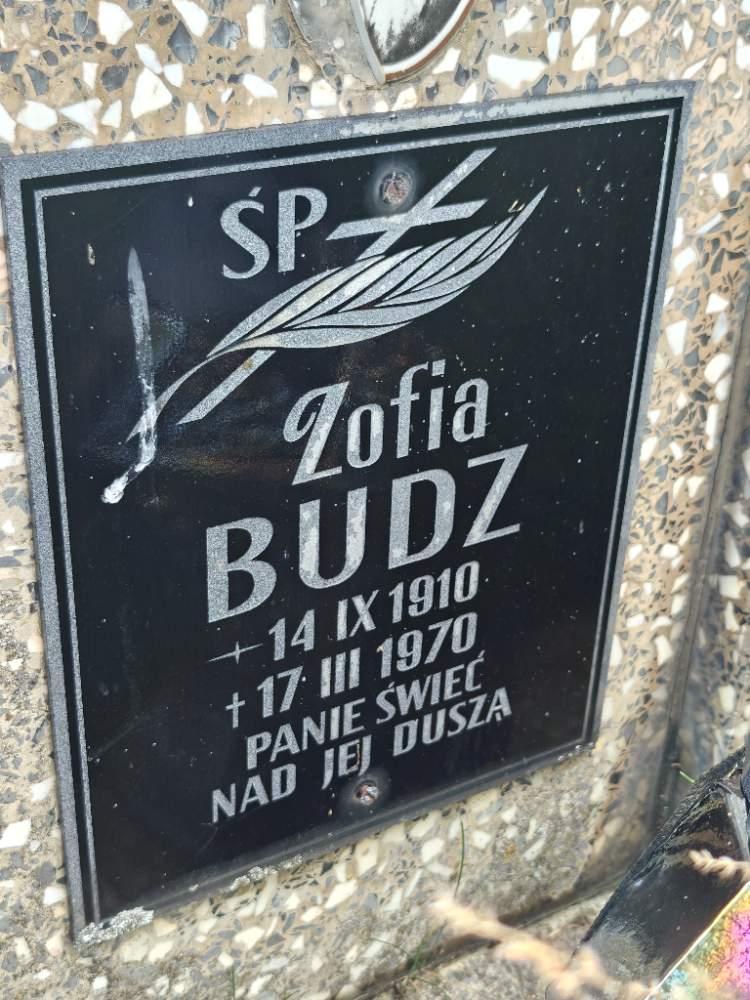 ŚP
Zofia
BUDZ
14 IX 1910
† 17 III 1970
PANIE ŚWIEĆ
NAD JEJ DUSZĄ